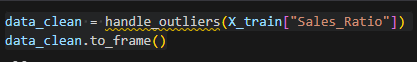 data_clean = handle_outliers(X_train["Sales_Ratio"])
data_clean.to_frame()